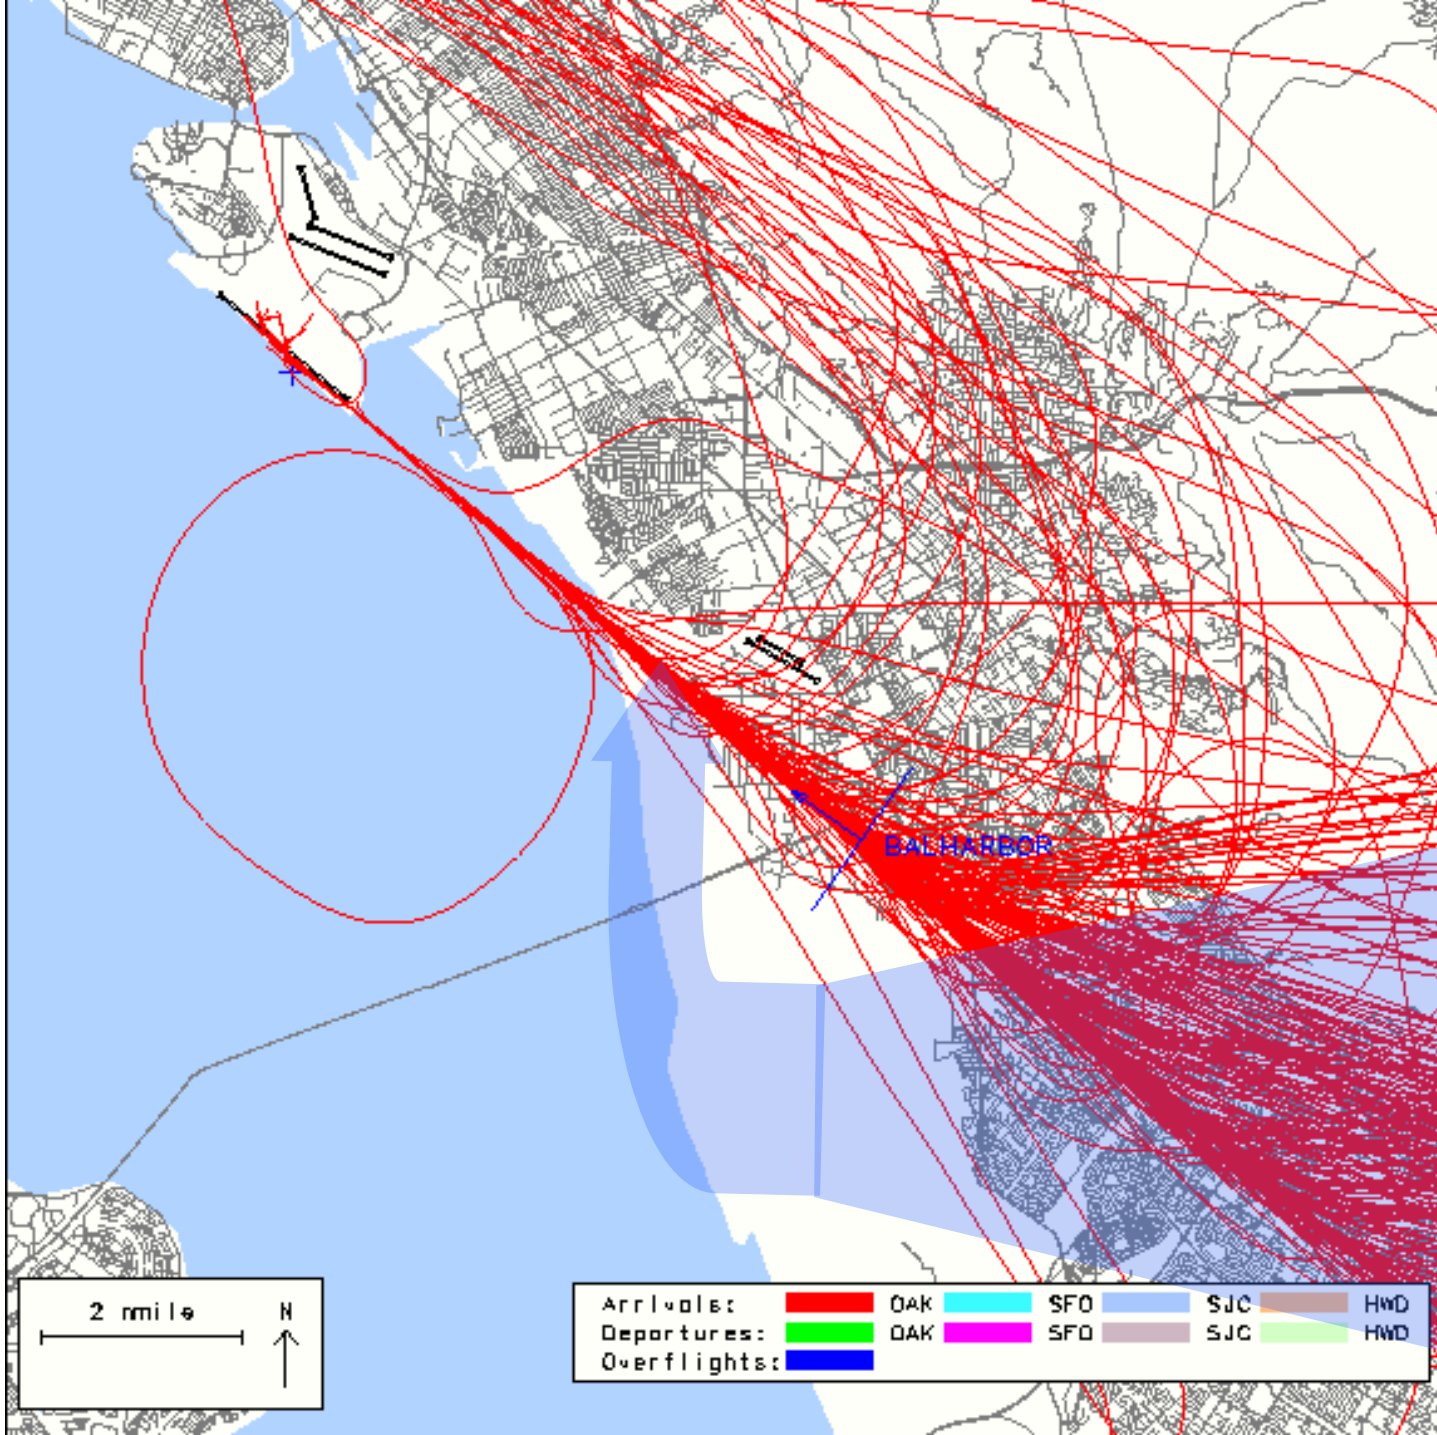 BALHARBOR
2 nmile N
Arrivals: OAK SFO SJC HWD
Departures: OAK SFO SJC HWD
Overflights: